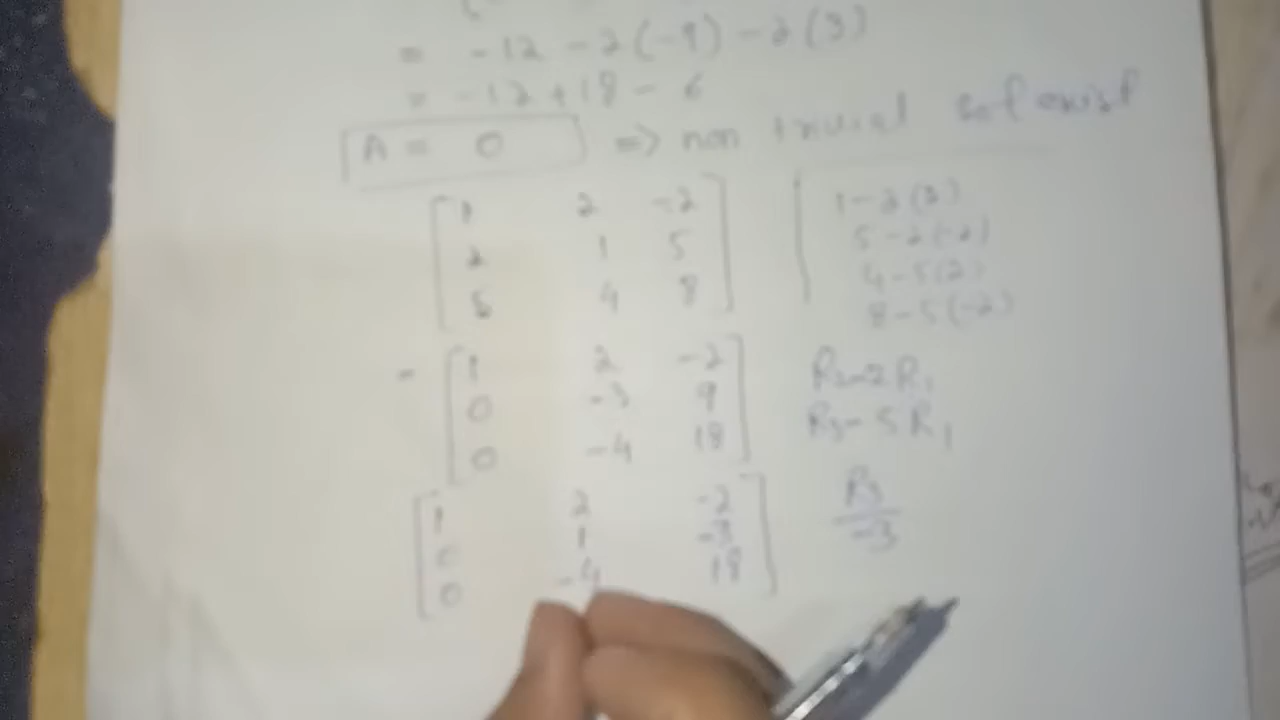 = -12 - 2(-9) - 2(3)
= -12 + 18 - 6
A = 0 => non trivial sol exist
1 2 -2
2 1 5
5 4 8
1 - 2(2)
5 - 2(-2)
4 - 5(2)
8 - 5(-2)
- 1 2 -2
0 -3 9
0 -4 18
R2 - 2R1
R3 - 5R1
1 2 -2
0 1 -3
0 -4 18
-3